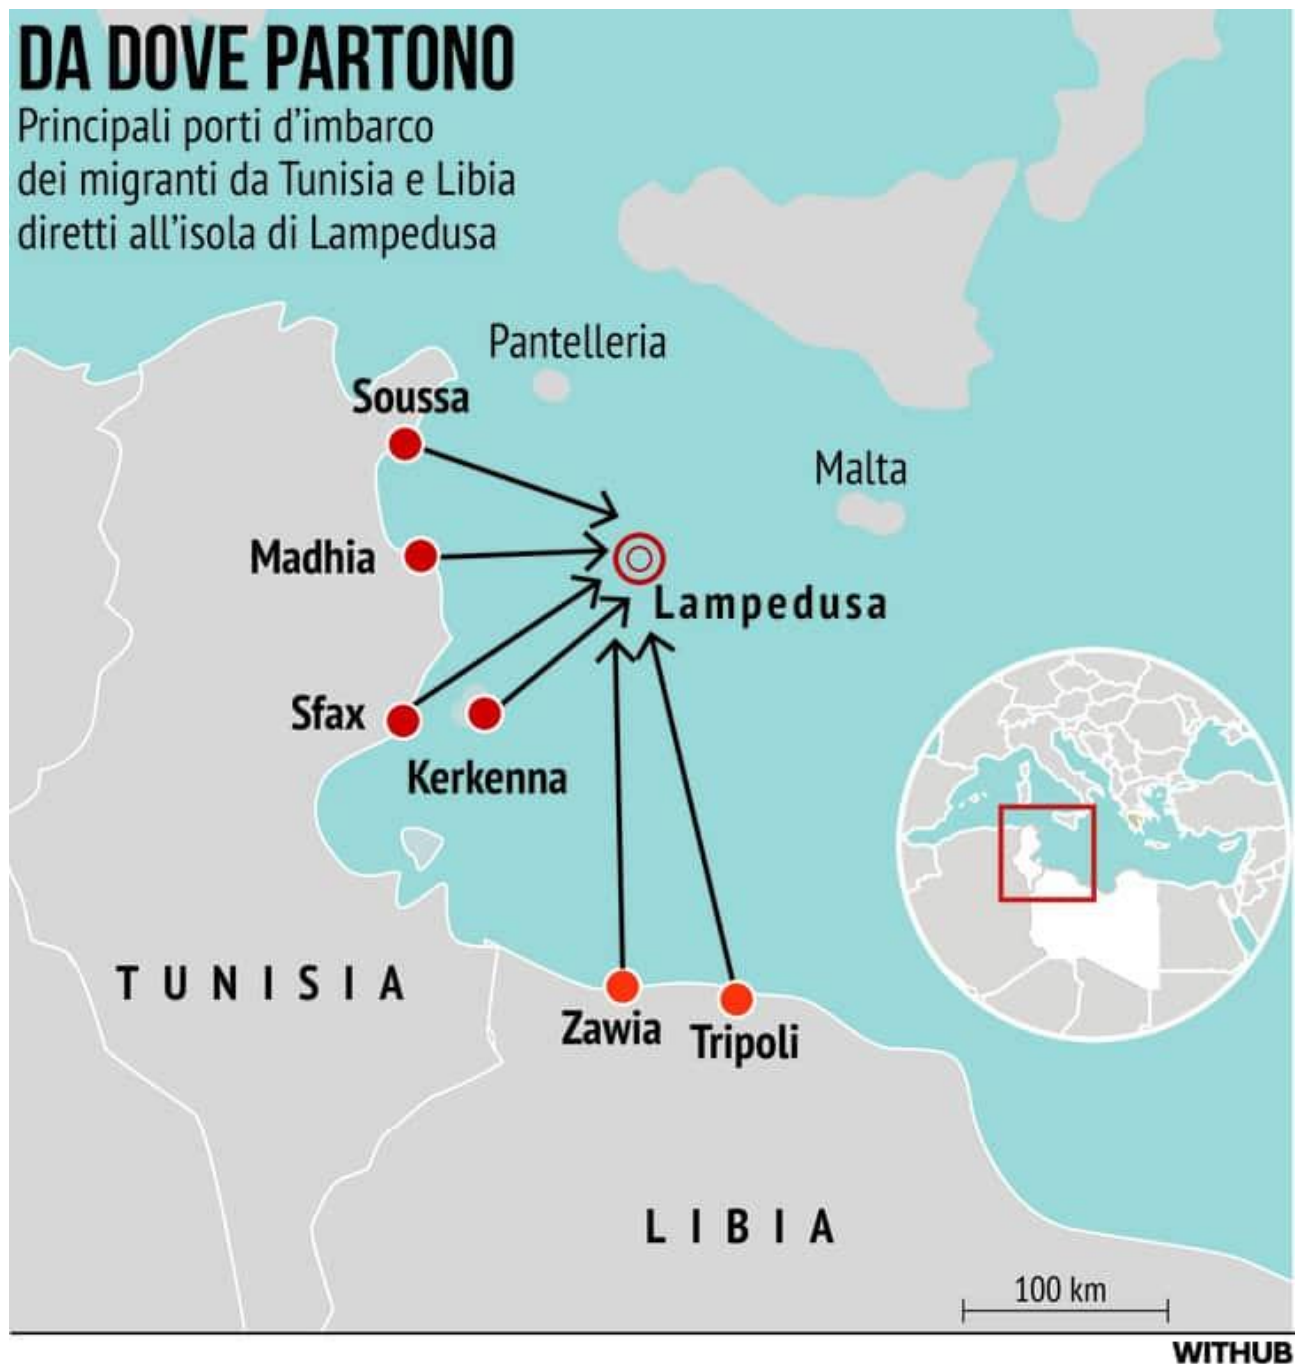 DA DOVE PARTONO
Principali porti d'imbarco
dei migranti da Tunisia e Libia
diretti all'isola di Lampedusa
Pantelleria
Soussa
Malta
Madhia
Lampedusa
Sfax
Kerkenna
TUNISIA
Zawia
Tripoli
LIBIA
100 km
WITHUB